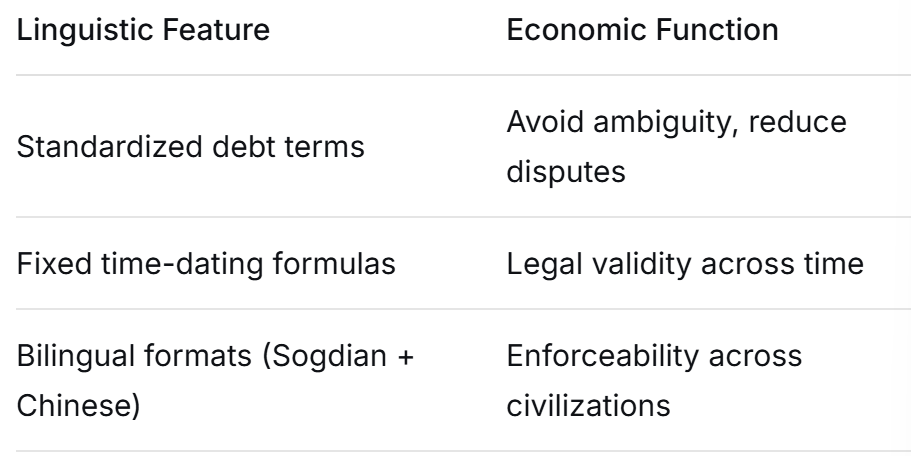 Linguistic Feature Economic Function
Standardized debt terms Avoid ambiguity, reduce
disputes
Fixed time-dating formulas Legal validity across time
Bilingual formats (Sogdian + Enforceability across
Chinese) civilizations